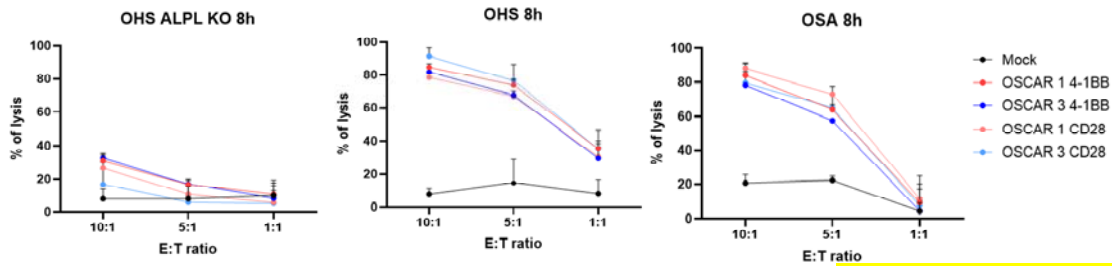 OHS ALPL KO 8h
100
80
60
40
20
0
% of lysis
10:1 5:1 1:1
E:T ratio
OHS 8h
100
80
60
40
20
0
% of lysis
10:1 5:1 1:1
E:T ratio
OSA 8h
100
80
60
40
20
0
% of lysis
10:1 5:1 1:1
E:T ratio
Mock
OSCAR 1 4-1BB
OSCAR 3 4-1BB
OSCAR 1 CD28
OSCAR 3 CD28